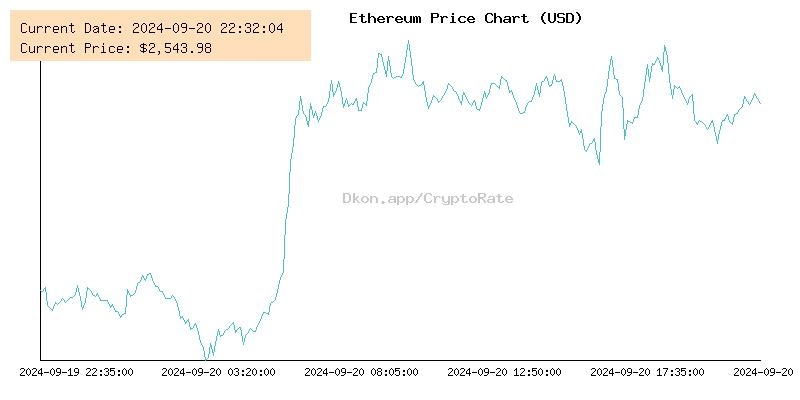 Ethereum Price Chart (USD)
Current Date: 2024-09-20 22:32:04
Current Price: $2,543.98
Dkon.app/CryptoRate
2024-09-19 22:35:00
2024-09-20 03:20:00
2024-09-20 08:05:00
2024-09-20 12:50:00
2024-09-20 17:35:00
2024-09-20